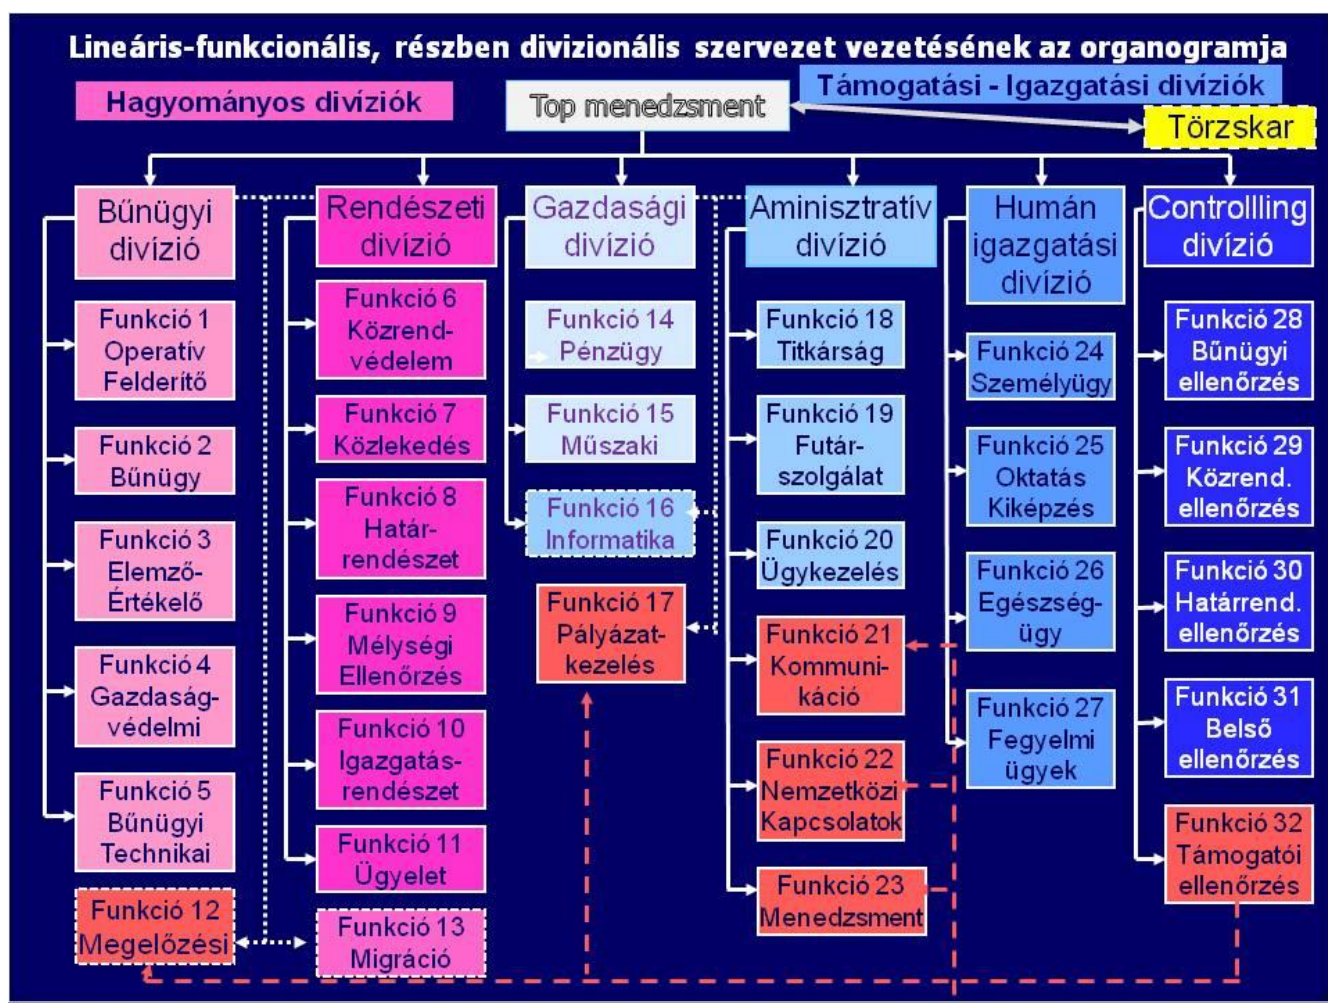 Lineáris-funkcionális, részben divizionális szervezet vezetésének az organogramja
Hagyományos divíziók
Top menedzsment
Támogatási - Igazgatási divíziók
Törzskar
Bűnügyi
divízió
Funkció 1
Operatív
Felderítő
Funkció 2
Bűnügy
Funkció 3
Elemző-
Értékelő
Funkció 4
Gazdaság-
védelmi
Funkció 5
Bűnügyi
Technikai
Funkció 12
Megelőzési
Rendészeti
divízió
Funkció 6
Közrend-
védelem
Funkció 7
Közlekedés
Funkció 8
Határ-
rendészet
Funkció 9
Mélységi
Ellenőrzés
Funkció 10
Igazgatás-
rendészet
Funkció 11
Ügyelet
Funkció 13
Migráció
Gazdasági
divízió
Funkció 14
Pénzügy
Funkció 15
Műszaki
Funkció 16
Informatika
Funkció 17
Pályázat-
kezelés
Aminisztratív
divízió
Funkció 18
Titkárság
Funkció 19
Futár-
szolgálat
Funkció 20
Ügykezelés
Funkció 21
Kommuni-
káció
Funkció 22
Nemzetközi
Kapcsolatok
Funkció 23
Menedzsment
Humán
igazgatási
divízió
Funkció 24
Személyügy
Funkció 25
Oktatás
Kiképzés
Funkció 26
Egészség-
ügy
Funkció 27
Fegyelmi
ügyek
Controllling
divízió
Funkció 28
Bűnügyi
ellenőrzés
Funkció 29
Közrend.
ellenőrzés
Funkció 30
Határrend.
ellenőrzés
Funkció 31
Belső
ellenőrzés
Funkció 32
Támogatói
ellenőrzés